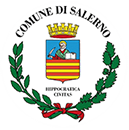 COMUNE DI SALERNO
HIPPOCRATICA
CIVITAS